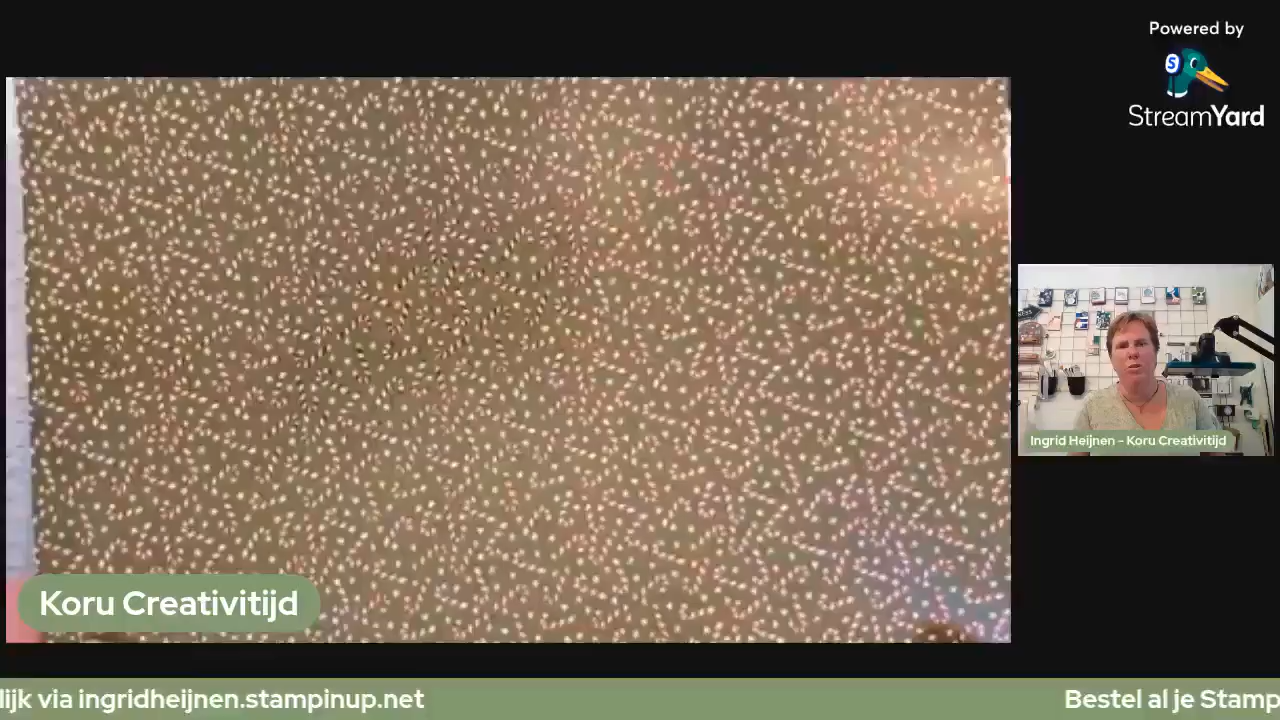 Powered by
S
StreamYard
Ingrid Heijnen - Koru Creativitijd
Koru Creativitijd
lijk via ingridheijnen.stampinup.net
Bestel al je Stamp